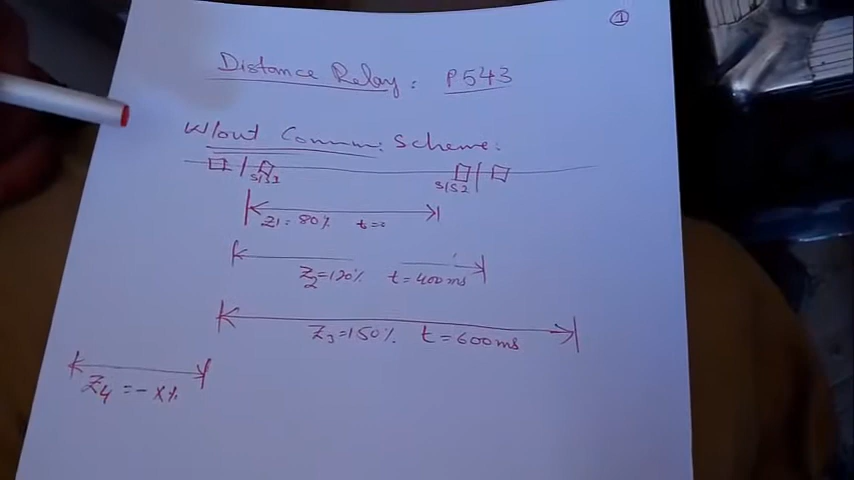 ①
Distance Relay: P543
W/out Comm: Scheme:
S/S1 S/S2
Z1 = 80% t=
Z2=120% t=400ms
Z3=150% t=600ms
Z4 =- X%